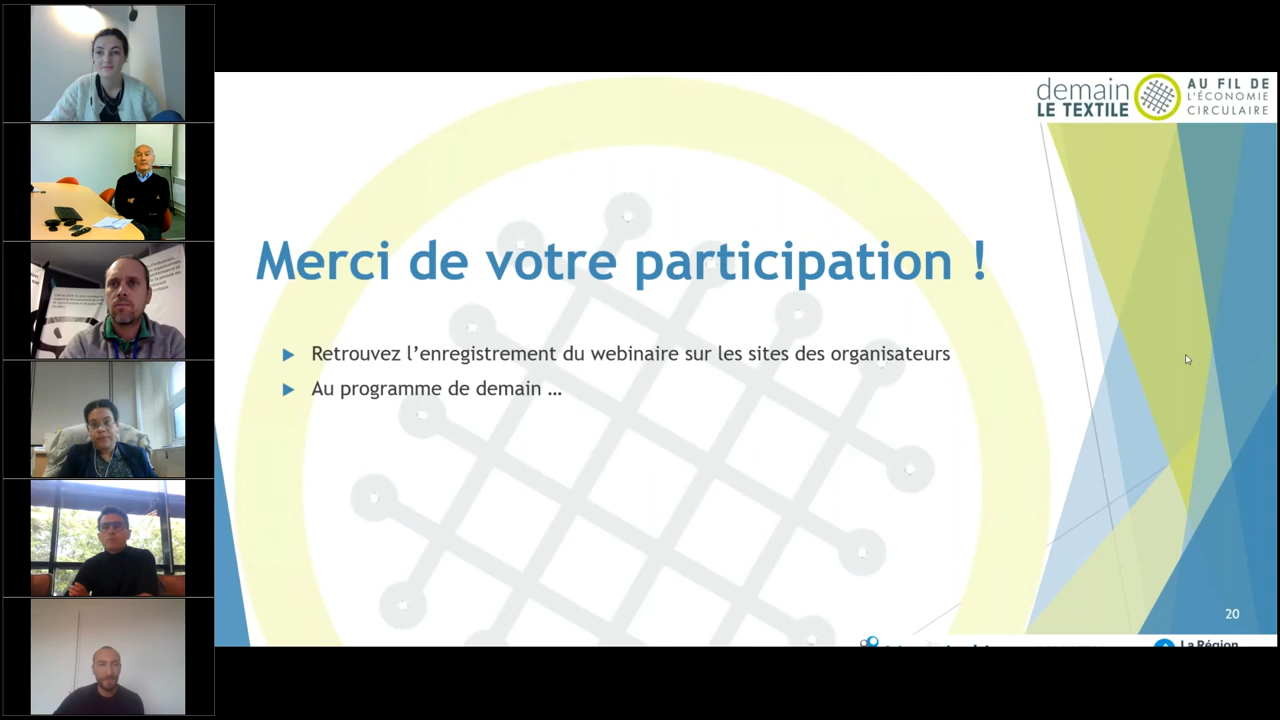 demain
LE TEXTILE
AU FIL DE
L'ÉCONOMIE
CIRCULAIRE
Merci de votre participation !
Retrouvez l'enregistrement du webinaire sur les sites des organisateurs
Au programme de demain ...
20
La Région